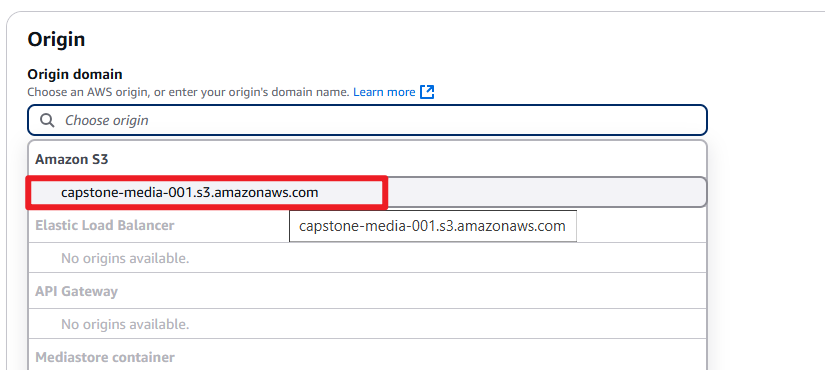 Origin
Origin domain
Choose an AWS origin, or enter your origin's domain name. Learn more
Choose origin
Amazon S3
capstone-media-001.s3.amazonaws.com
Elastic Load Balancer
capstone-media-001.s3.amazonaws.com
No origins available.
API Gateway
No origins available.
Mediastore container